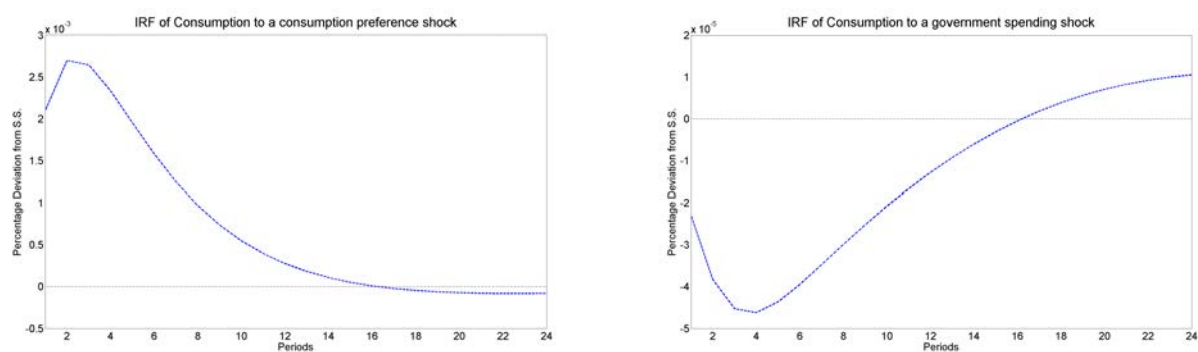 IRF of Consumption to a consumption preference shock
x 10^-3
3
2.5
2
1.5
1
0.5
0
-0.5
Percentage Deviation from S.S.
2 4 6 8 10 12 14 16 18 20 22 24
Periods
IRF of Consumption to a government spending shock
x 10^-5
2
1
0
-1
-2
-3
-4
-5
Percentage Deviation from S.S.
2 4 6 8 10 12 14 16 18 20 22 24
Periods